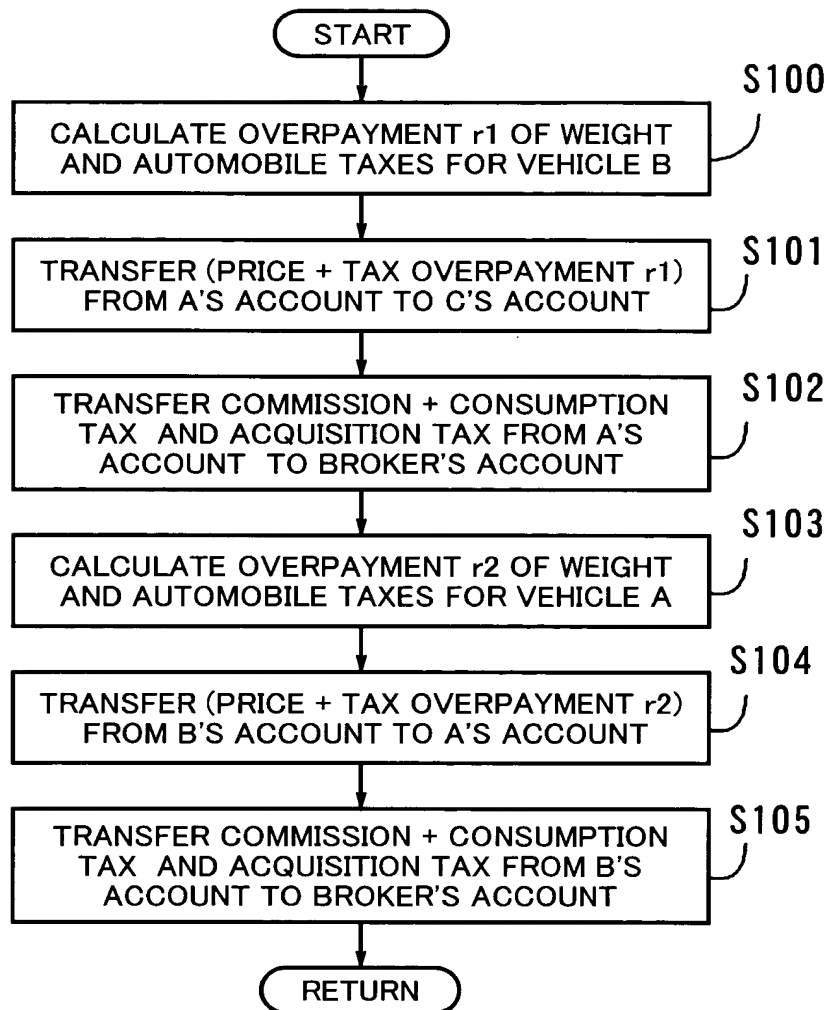 START
S100
CALCULATE OVERPAYMENT r1 OF WEIGHT
AND AUTOMOBILE TAXES FOR VEHICLE B
S101
TRANSFER (PRICE + TAX OVERPAYMENT r1)
FROM A'S ACCOUNT TO C'S ACCOUNT
S102
TRANSFER COMMISSION + CONSUMPTION
TAX AND ACQUISITION TAX FROM A'S
ACCOUNT TO BROKER'S ACCOUNT
S103
CALCULATE OVERPAYMENT r2 OF WEIGHT
AND AUTOMOBILE TAXES FOR VEHICLE A
S104
TRANSFER (PRICE + TAX OVERPAYMENT r2)
FROM B'S ACCOUNT TO A'S ACCOUNT
S105
TRANSFER COMMISSION + CONSUMPTION
TAX AND ACQUISITION TAX FROM B'S
ACCOUNT TO BROKER'S ACCOUNT
RETURN